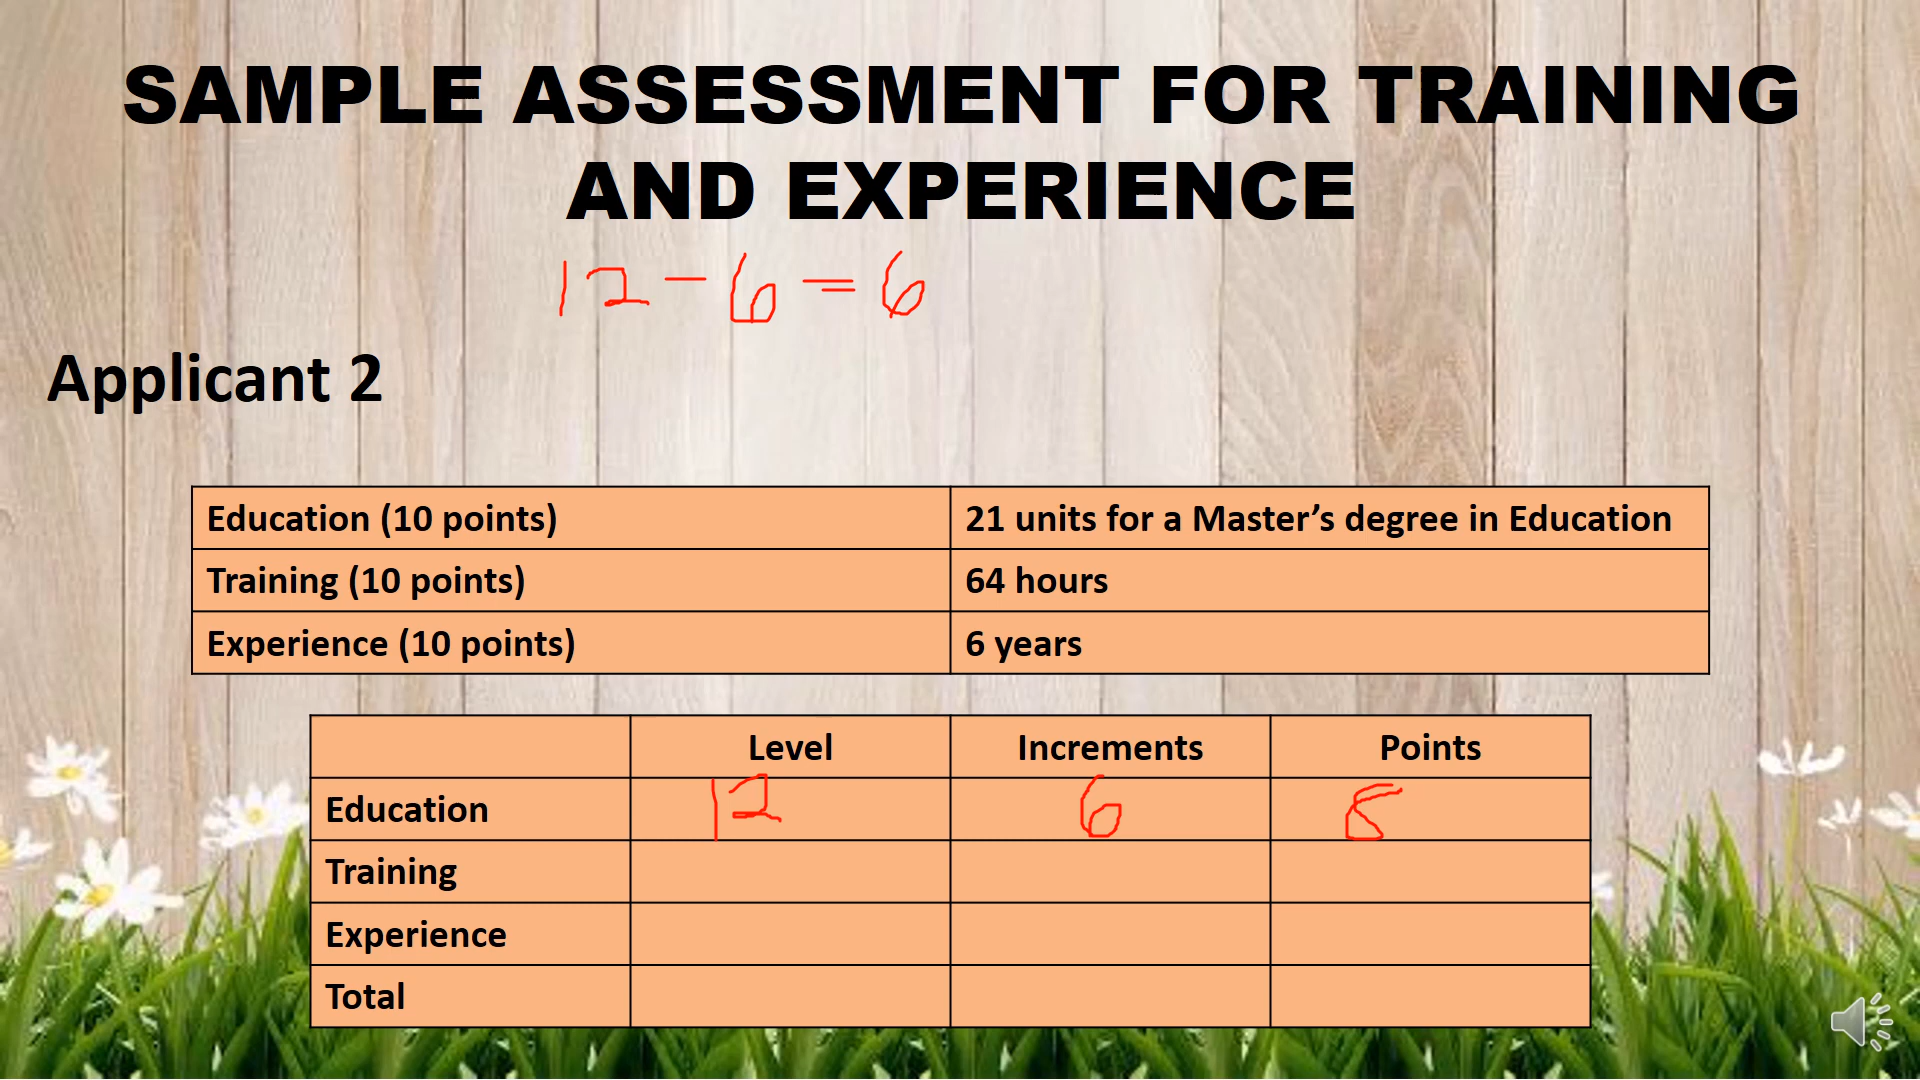 SAMPLE ASSESSMENT FOR TRAINING
AND EXPERIENCE
12 - 6 = 6
Applicant 2
Education (10 points) 21 units for a Master’s degree in Education
Training (10 points) 64 hours
Experience (10 points) 6 years
Level Increments Points
Education 12 6 8
Training
Experience
Total